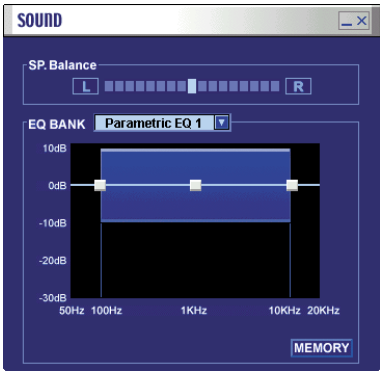 SOUND
SP. Balance
L R
EQ BANK Parametric EQ 1
10dB
0dB
-10dB
-20dB
-30dB
50Hz 100Hz 1KHz 10KHz 20KHz
MEMORY